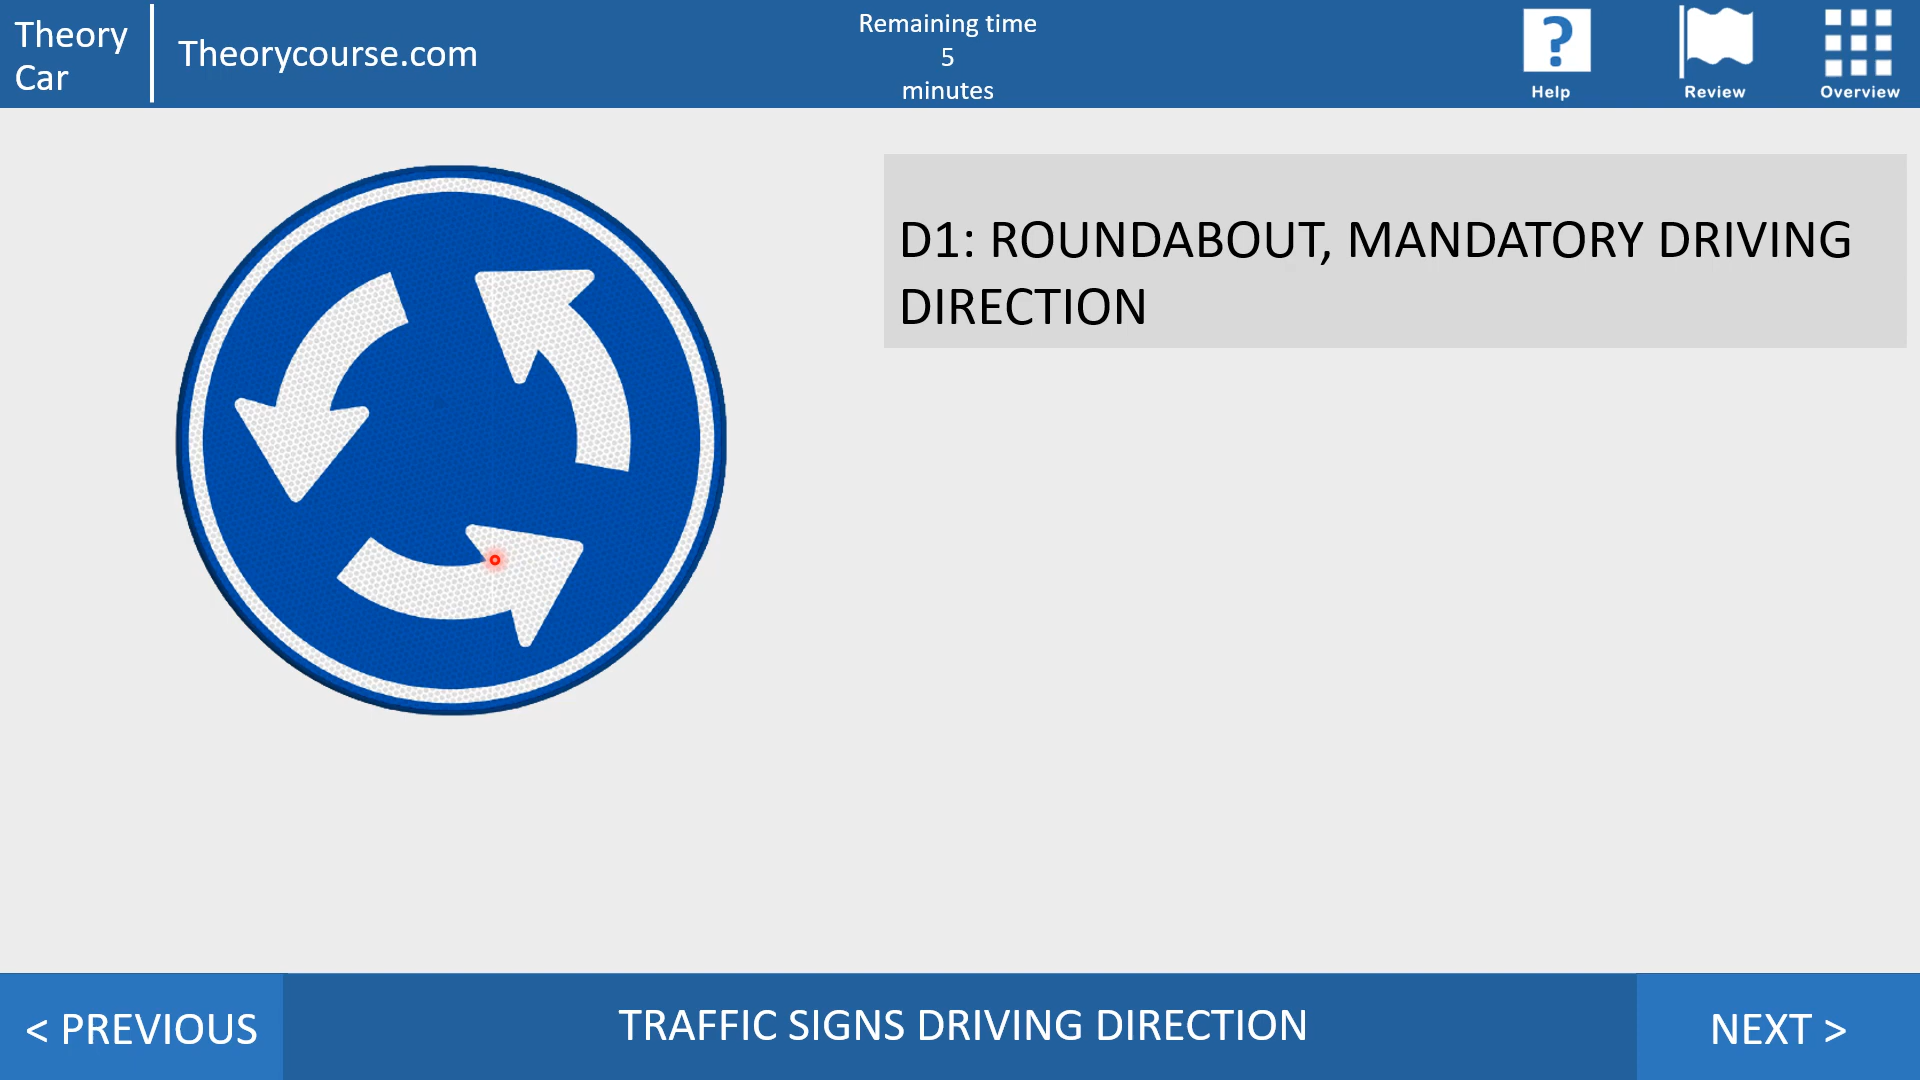 Theory
Car
Theorycourse.com
Remaining time
5
minutes
?
Help
Review
Overview
D1: ROUNDABOUT, MANDATORY DRIVING
DIRECTION
< PREVIOUS
TRAFFIC SIGNS DRIVING DIRECTION
NEXT >